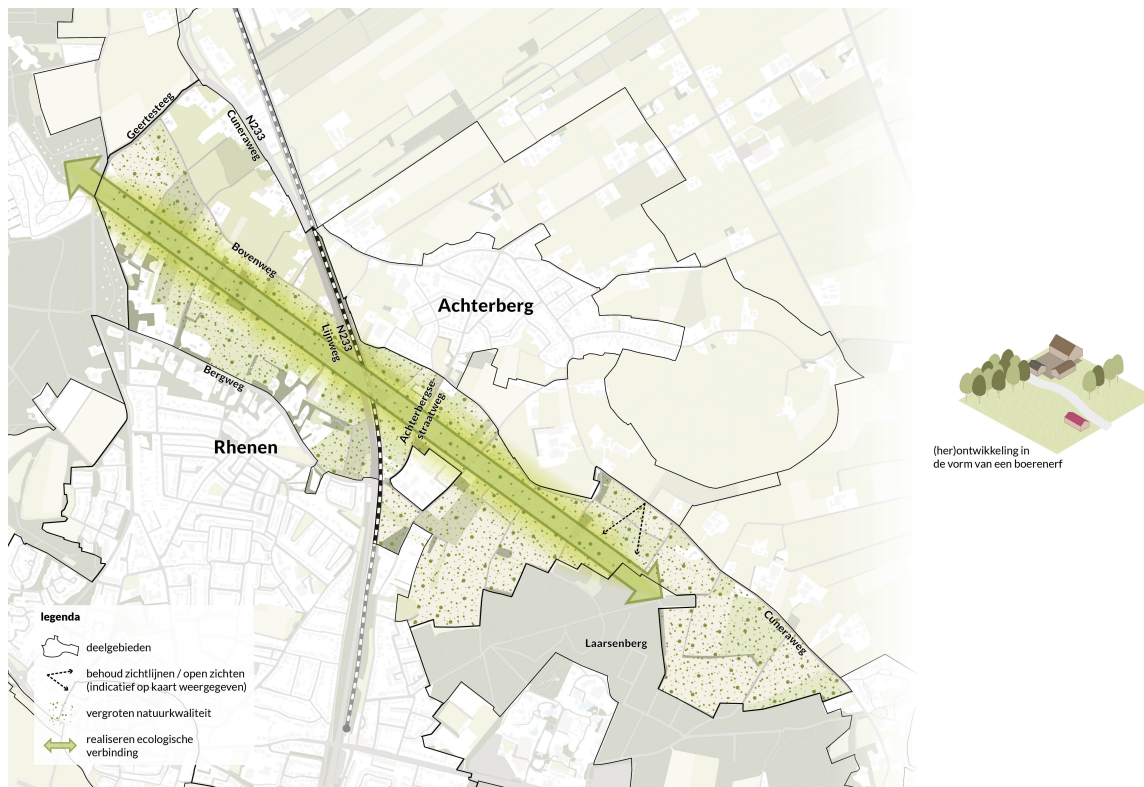 Geertesteeg
N233
Cuneraweg
Bovenweg
Achterberg
N233
Lijnweg
Bergweg
Achterbergse-
straatweg
Rhenen
(her)ontwikkeling in
de vorm van een boerenerf
Laarsenberg
Cuneraweg
legenda
deelgebieden
behoud zichtlijnen / open zichten
(indicatief op kaart weergegeven)
vergroten natuurkwaliteit
realiseren ecologische
verbinding